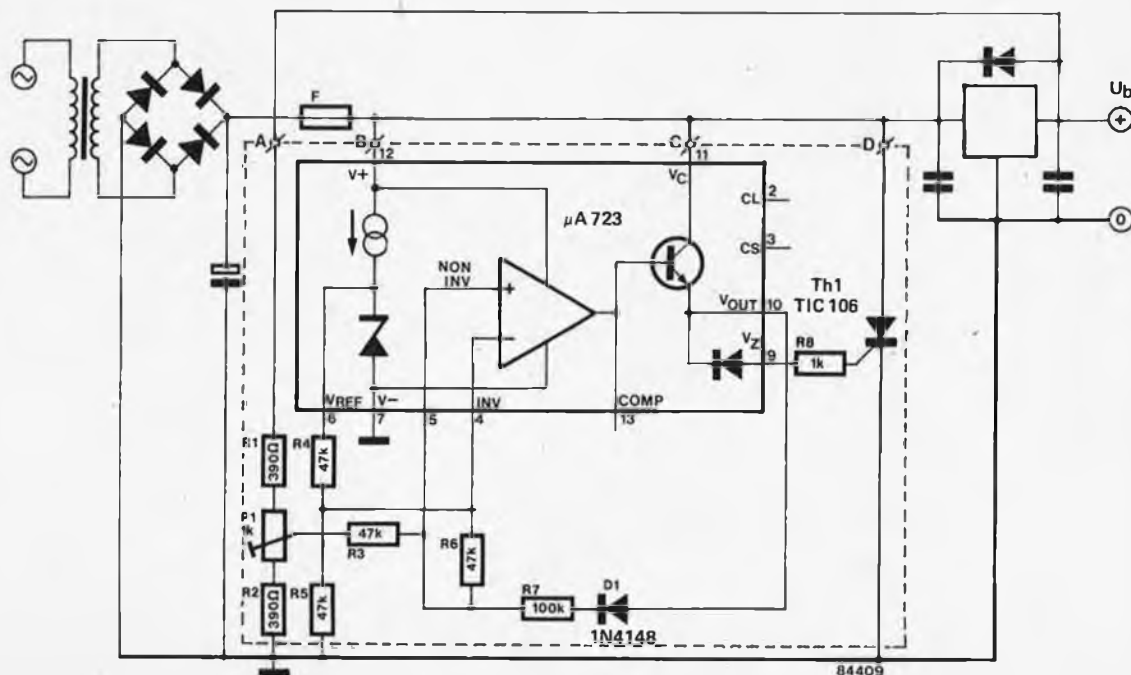 F
Ub
+
0
A
B
12
C
11
D
V+
VC
CL 2
μA 723
CS 3
NON
INV
+
−
Th1
TIC 106
VOUT 10
VZ
9
R8
1k
VREF
6
V−
7
5
INV
4
COMP
13
R1
390Ω
R4
47k
P1
1k
47k
R3
R6
47k
R2
390Ω
R5
47k
R7
100k
D1
1N4148
84409